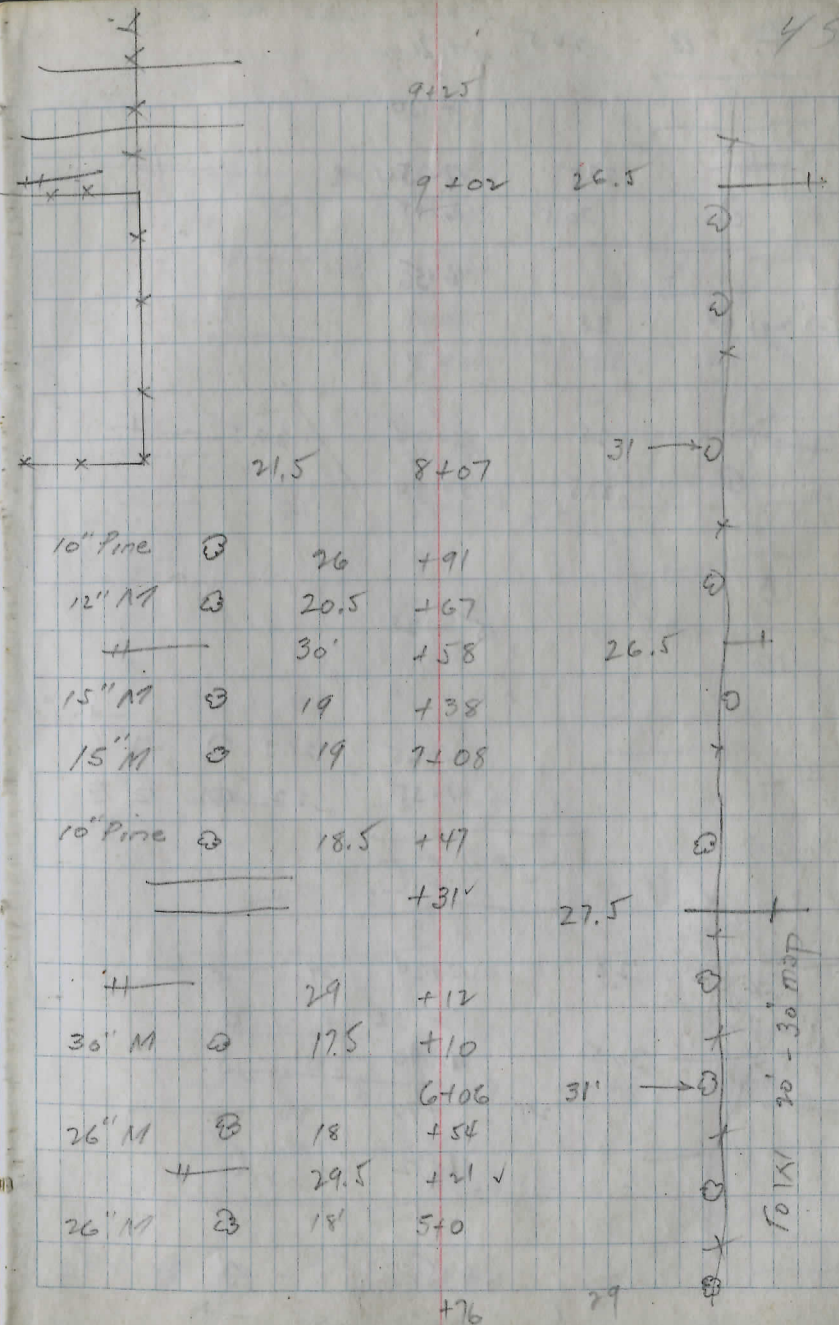 9+25
9+02 26.5
31
21.5 8+07
10" Pine 26 +91
12" M 20.5 +67
30' +58 26.5
15" M 19 +38
15" M 19 7+08
10" Pine 18.5 +47
+31✓ 27.5
29 +12
30" M 17.5 +10
6+06 31'
26" M 18 +54
29.5 +21 ✓
26" M 18' 5+0
+76 29
20" - 30" map